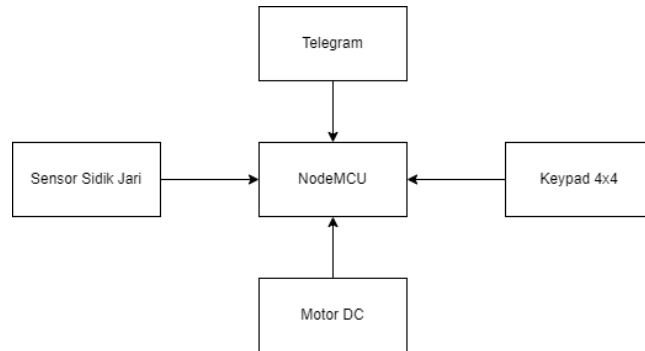 Telegram
Sensor Sidik Jari
NodeMCU
Keypad 4x4
Motor DC